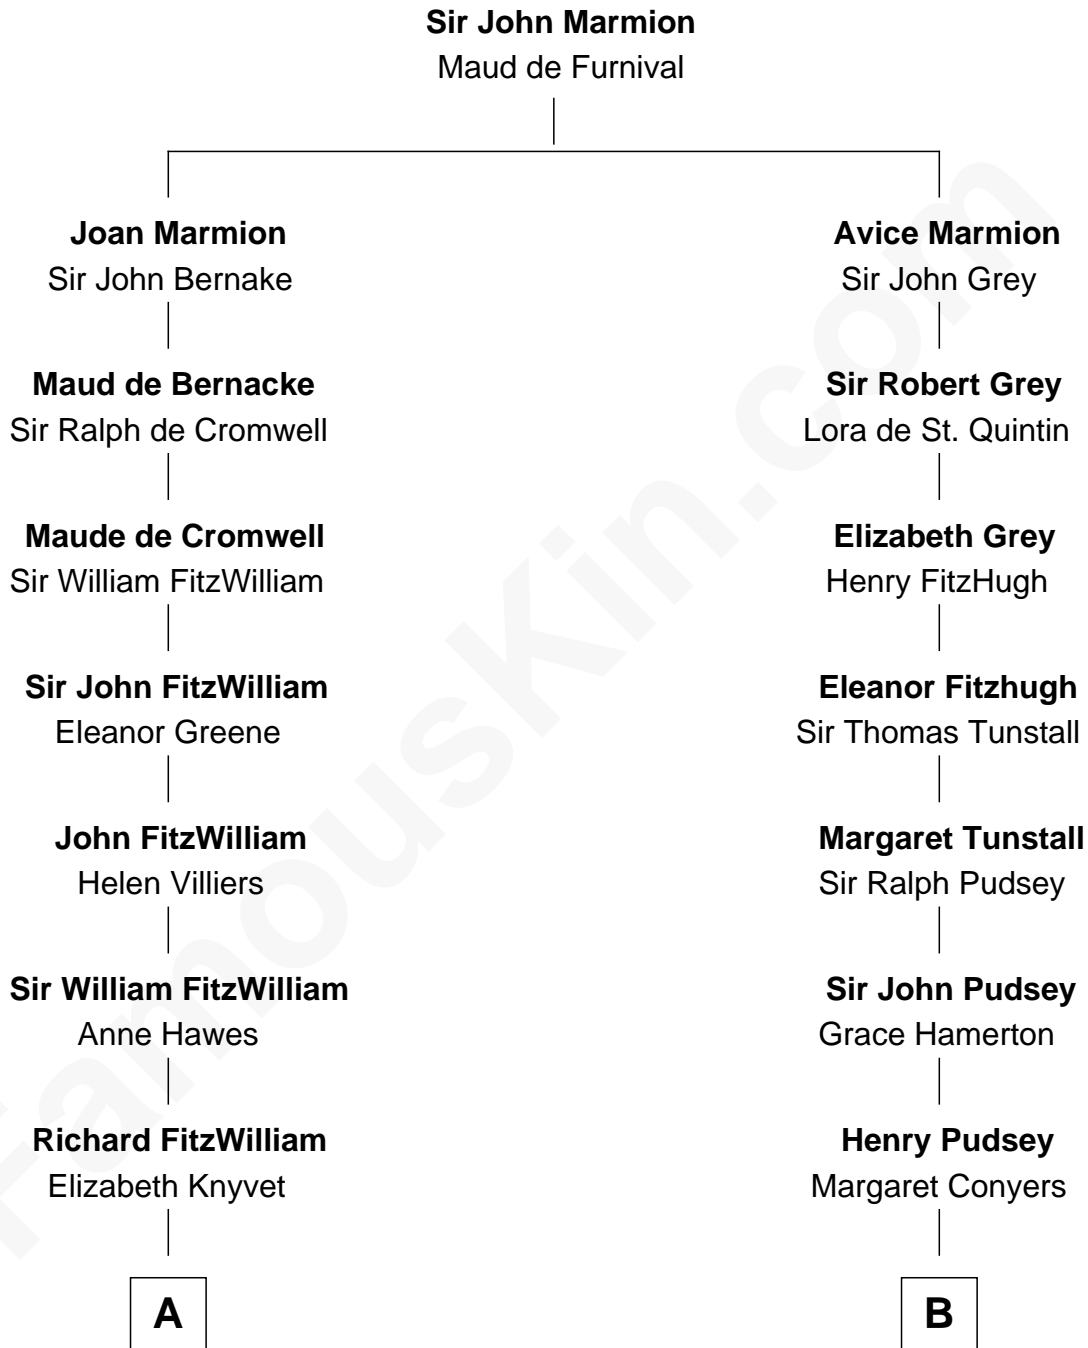 Sir John Marmion
Maud de Furnival
Joan Marmion
Sir John Bernake
Avice Marmion
Sir John Grey
Maud de Bernacke
Sir Ralph de Cromwell
Sir Robert Grey
Lora de St. Quintin
Maude de Cromwell
Sir William FitzWilliam
Elizabeth Grey
Henry FitzHugh
Sir John FitzWilliam
Eleanor Greene
Eleanor Fitzhugh
Sir Thomas Tunstall
John FitzWilliam
Helen Villiers
Margaret Tunstall
Sir Ralph Pudsey
Sir William FitzWilliam
Anne Hawes
Sir John Pudsey
Grace Hamerton
Richard FitzWilliam
Elizabeth Knyvet
Henry Pudsey
Margaret Conyers
A
B
FamousKin.com